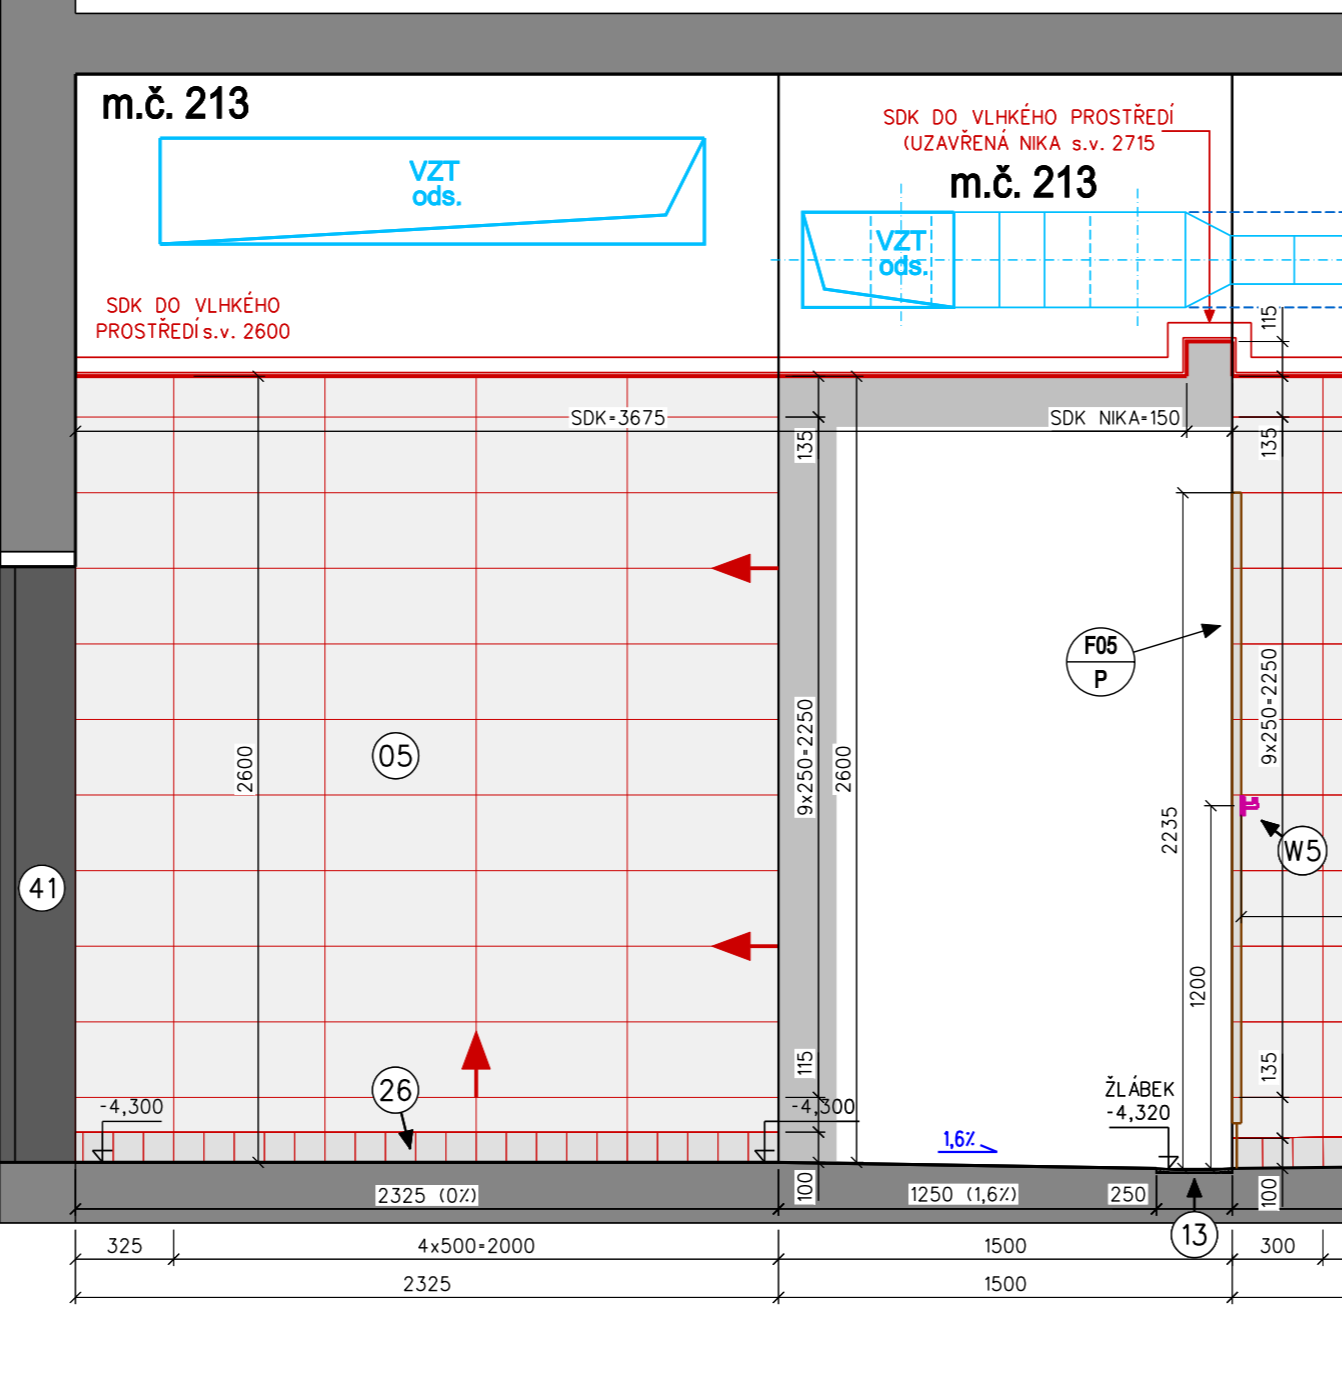 m.č. 213
VZT
ods.
SDK DO VLHKÉHO
PROSTŘEDÍ s.v. 2600
SDK DO VLHKÉHO PROSTŘEDÍ
(UZAVŘENÁ NIKA s.v. 2715
m.č. 213
VZT
ods.
115
SDK=3675
SDK NIKA=150
135
135
F05
P
9x250=2250
2600
9x250=2250
2600
05
2235
W5
41
1200
115
135
26
ŽLÁBEK
-4,320
-4,300
-4,300
1,6%
2325 (0%)
100
1250 (1,6%)
250
100
13
325
4x500=2000
1500
300
2325
1500